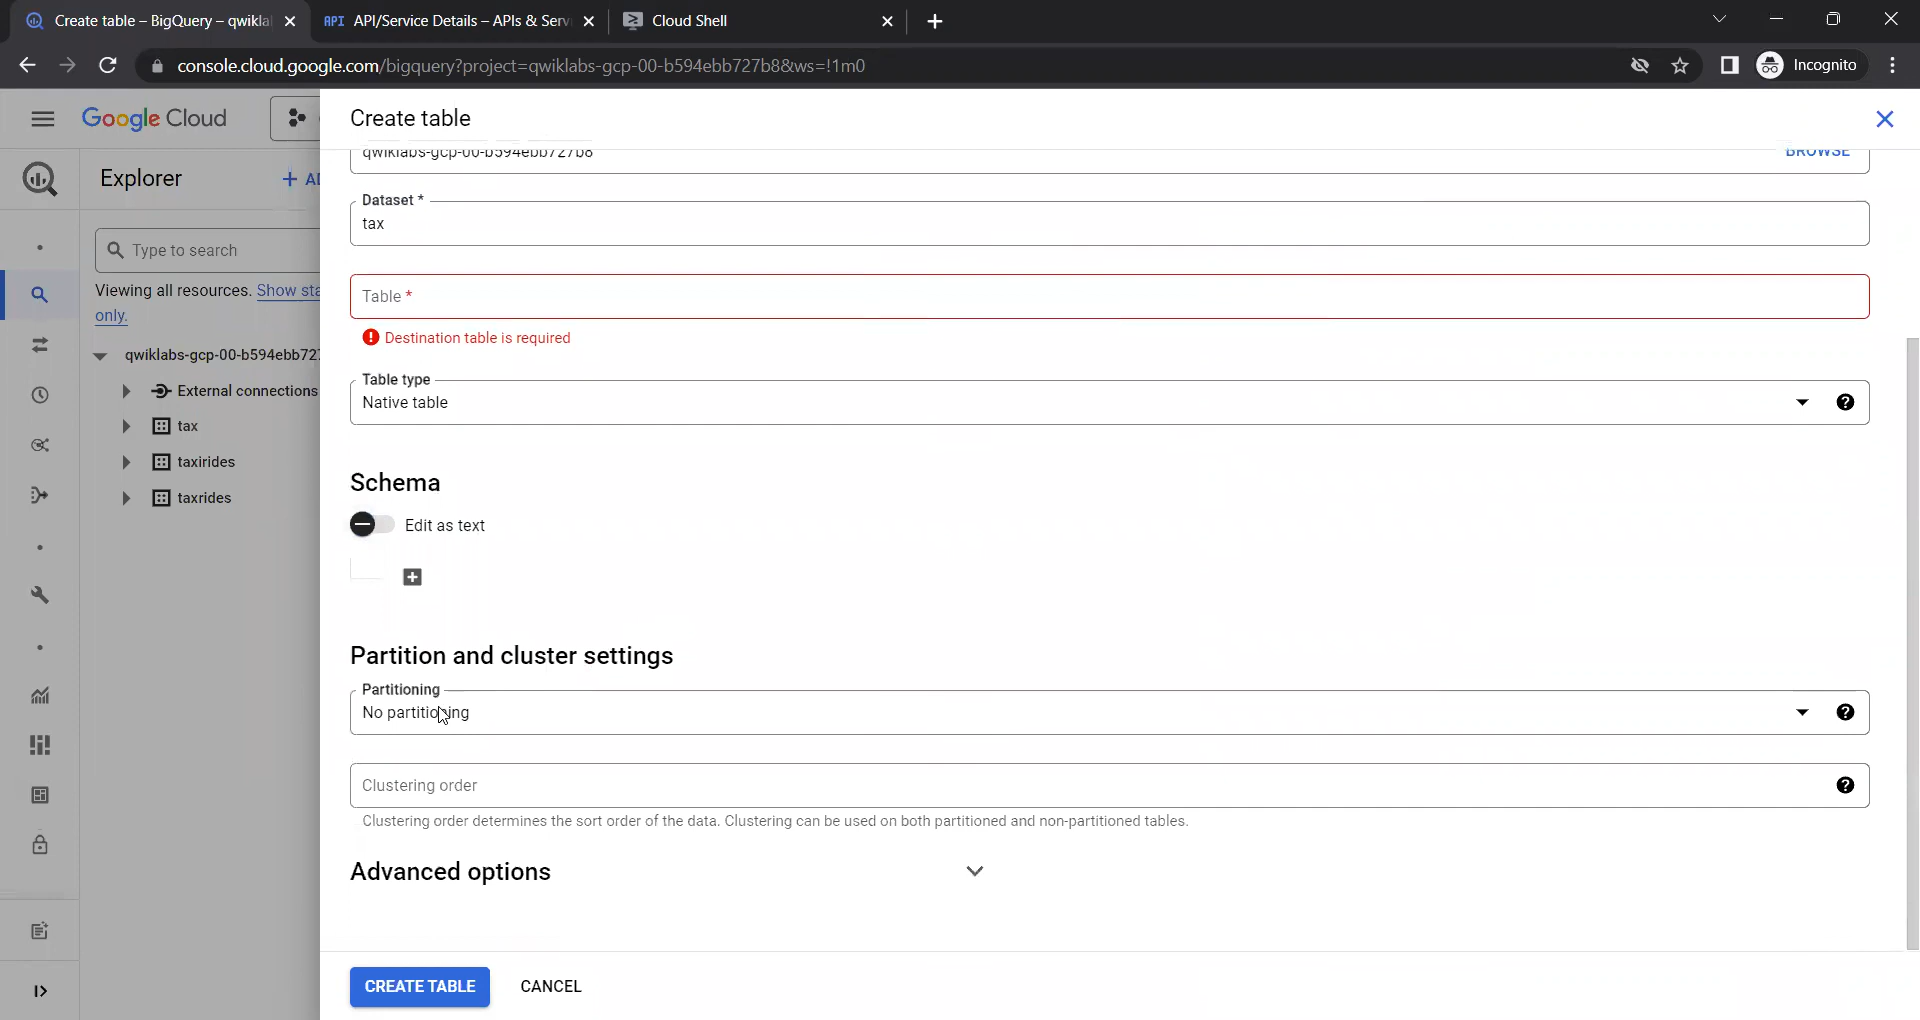 Create table – BigQuery – qwikla
API API/Service Details – APIs & Serv
Cloud Shell
console.cloud.google.com/bigquery?project=qwiklabs-gcp-00-b594ebb727b8&ws=!1m0
Incognito
Google Cloud
Create table
qwiklabs-gcp-00-b594ebb727b8
BROWSE
Explorer
Dataset *
tax
Type to search
Viewing all resources. Show sta
only.
Table *
Destination table is required
qwiklabs-gcp-00-b594ebb727
External connections
tax
taxirides
taxrides
Table type
Native table
Schema
Edit as text
Partition and cluster settings
Partitioning
No partitioning
Clustering order
Clustering order determines the sort order of the data. Clustering can be used on both partitioned and non-partitioned tables.
Advanced options
CREATE TABLE
CANCEL